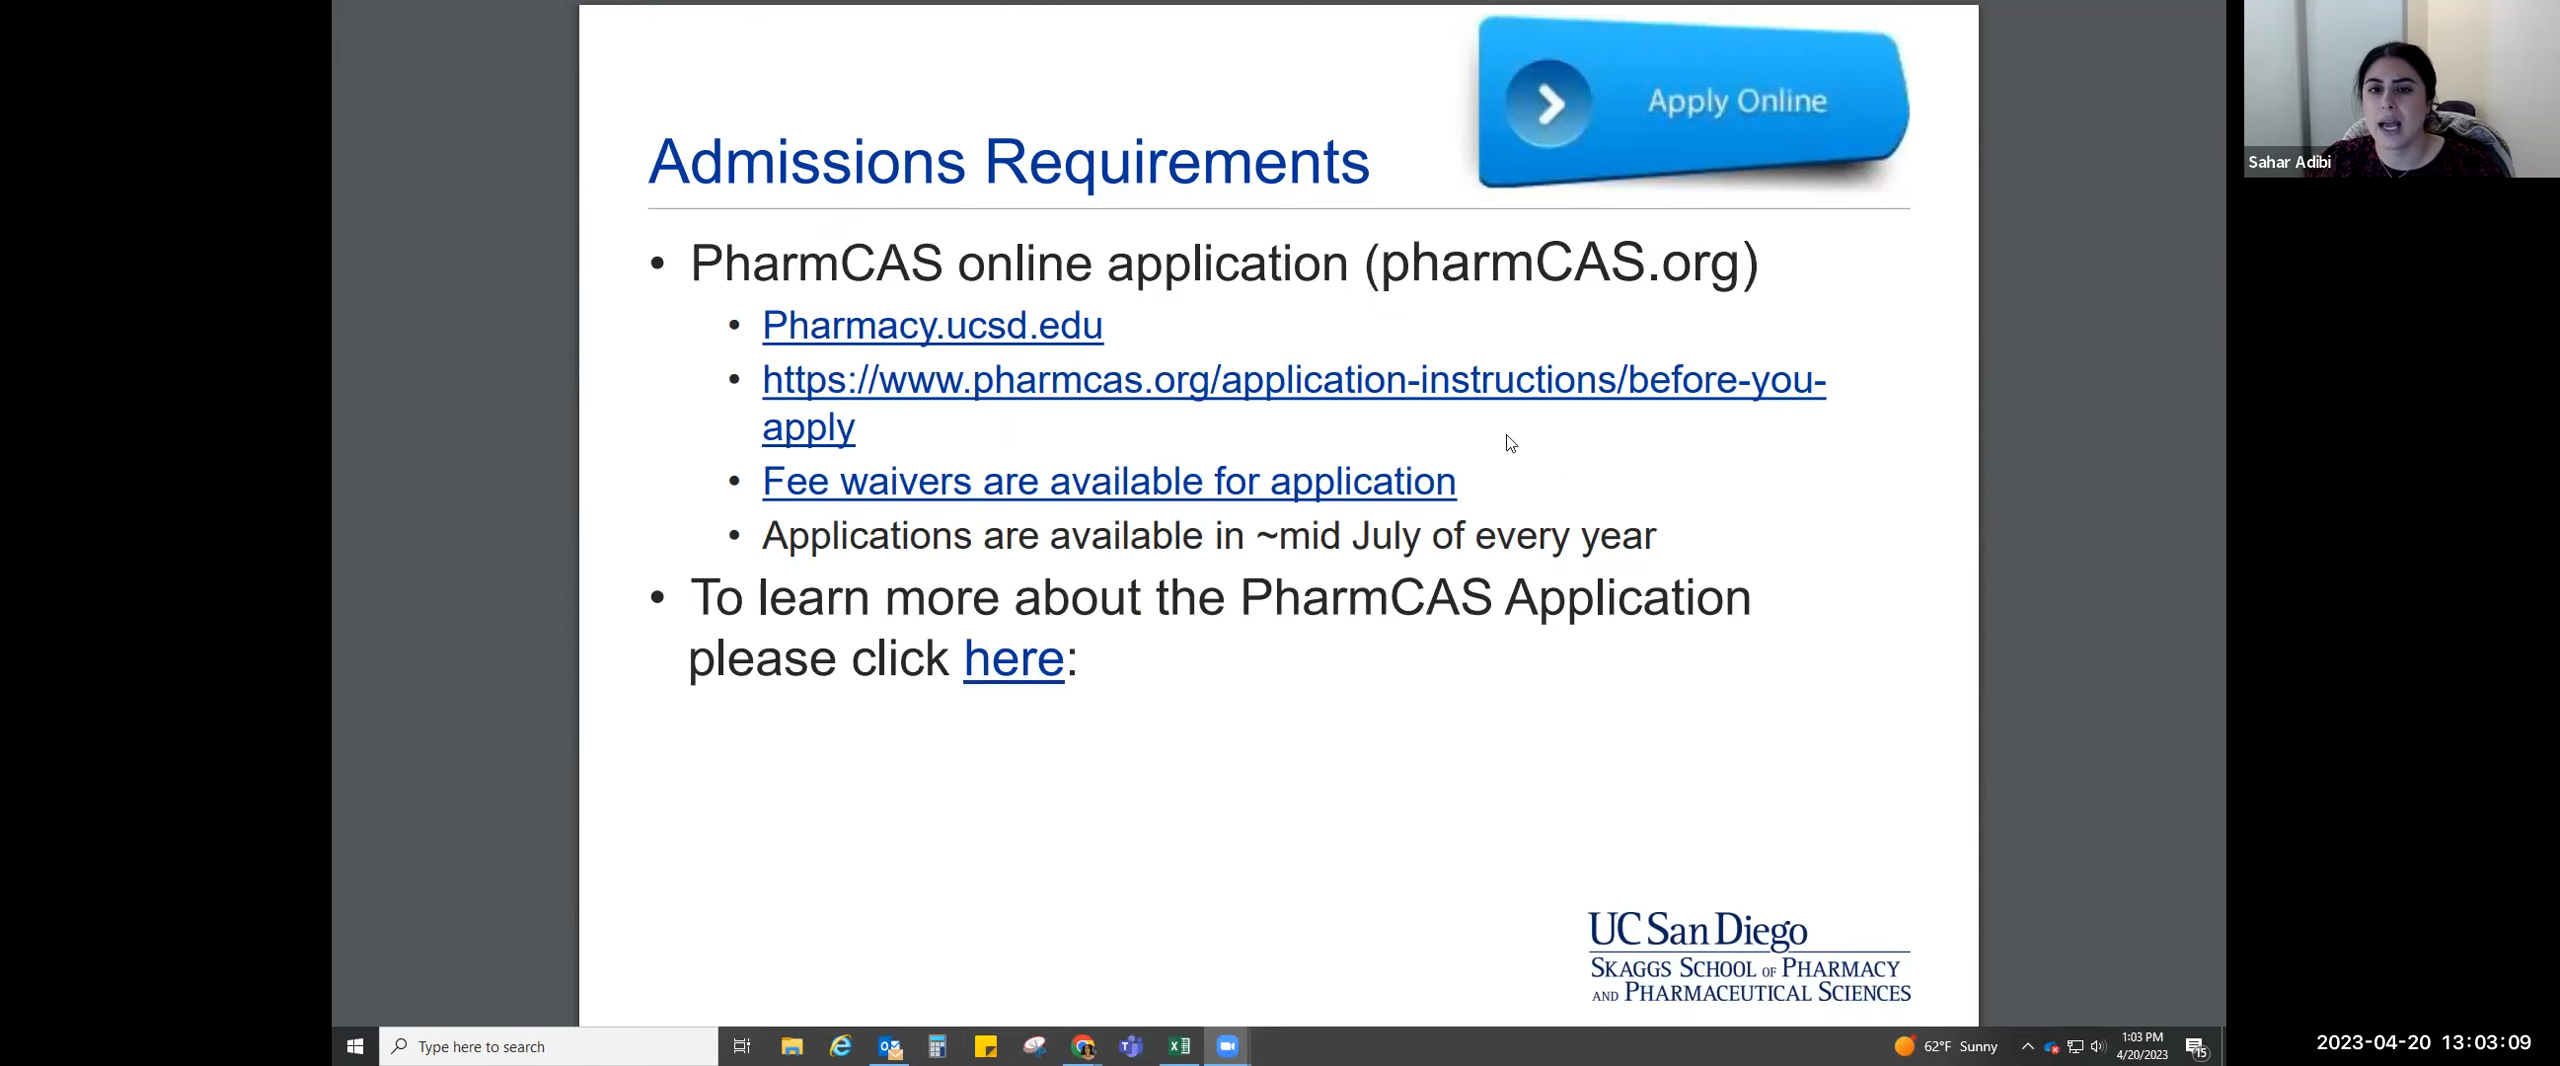 Apply Online
Admissions Requirements
• PharmCAS online application (pharmCAS.org)
• Pharmacy.ucsd.edu
• https://www.pharmcas.org/application-instructions/before-you-
apply
• Fee waivers are available for application
• Applications are available in ~mid July of every year
• To learn more about the PharmCAS Application
please click here:
UC San Diego
SKAGGS SCHOOL OF PHARMACY
AND PHARMACEUTICAL SCIENCES
Sahar Adibi
Type here to search
62°F Sunny
1:03 PM
4/20/2023
15
2023-04-20 13:03:09